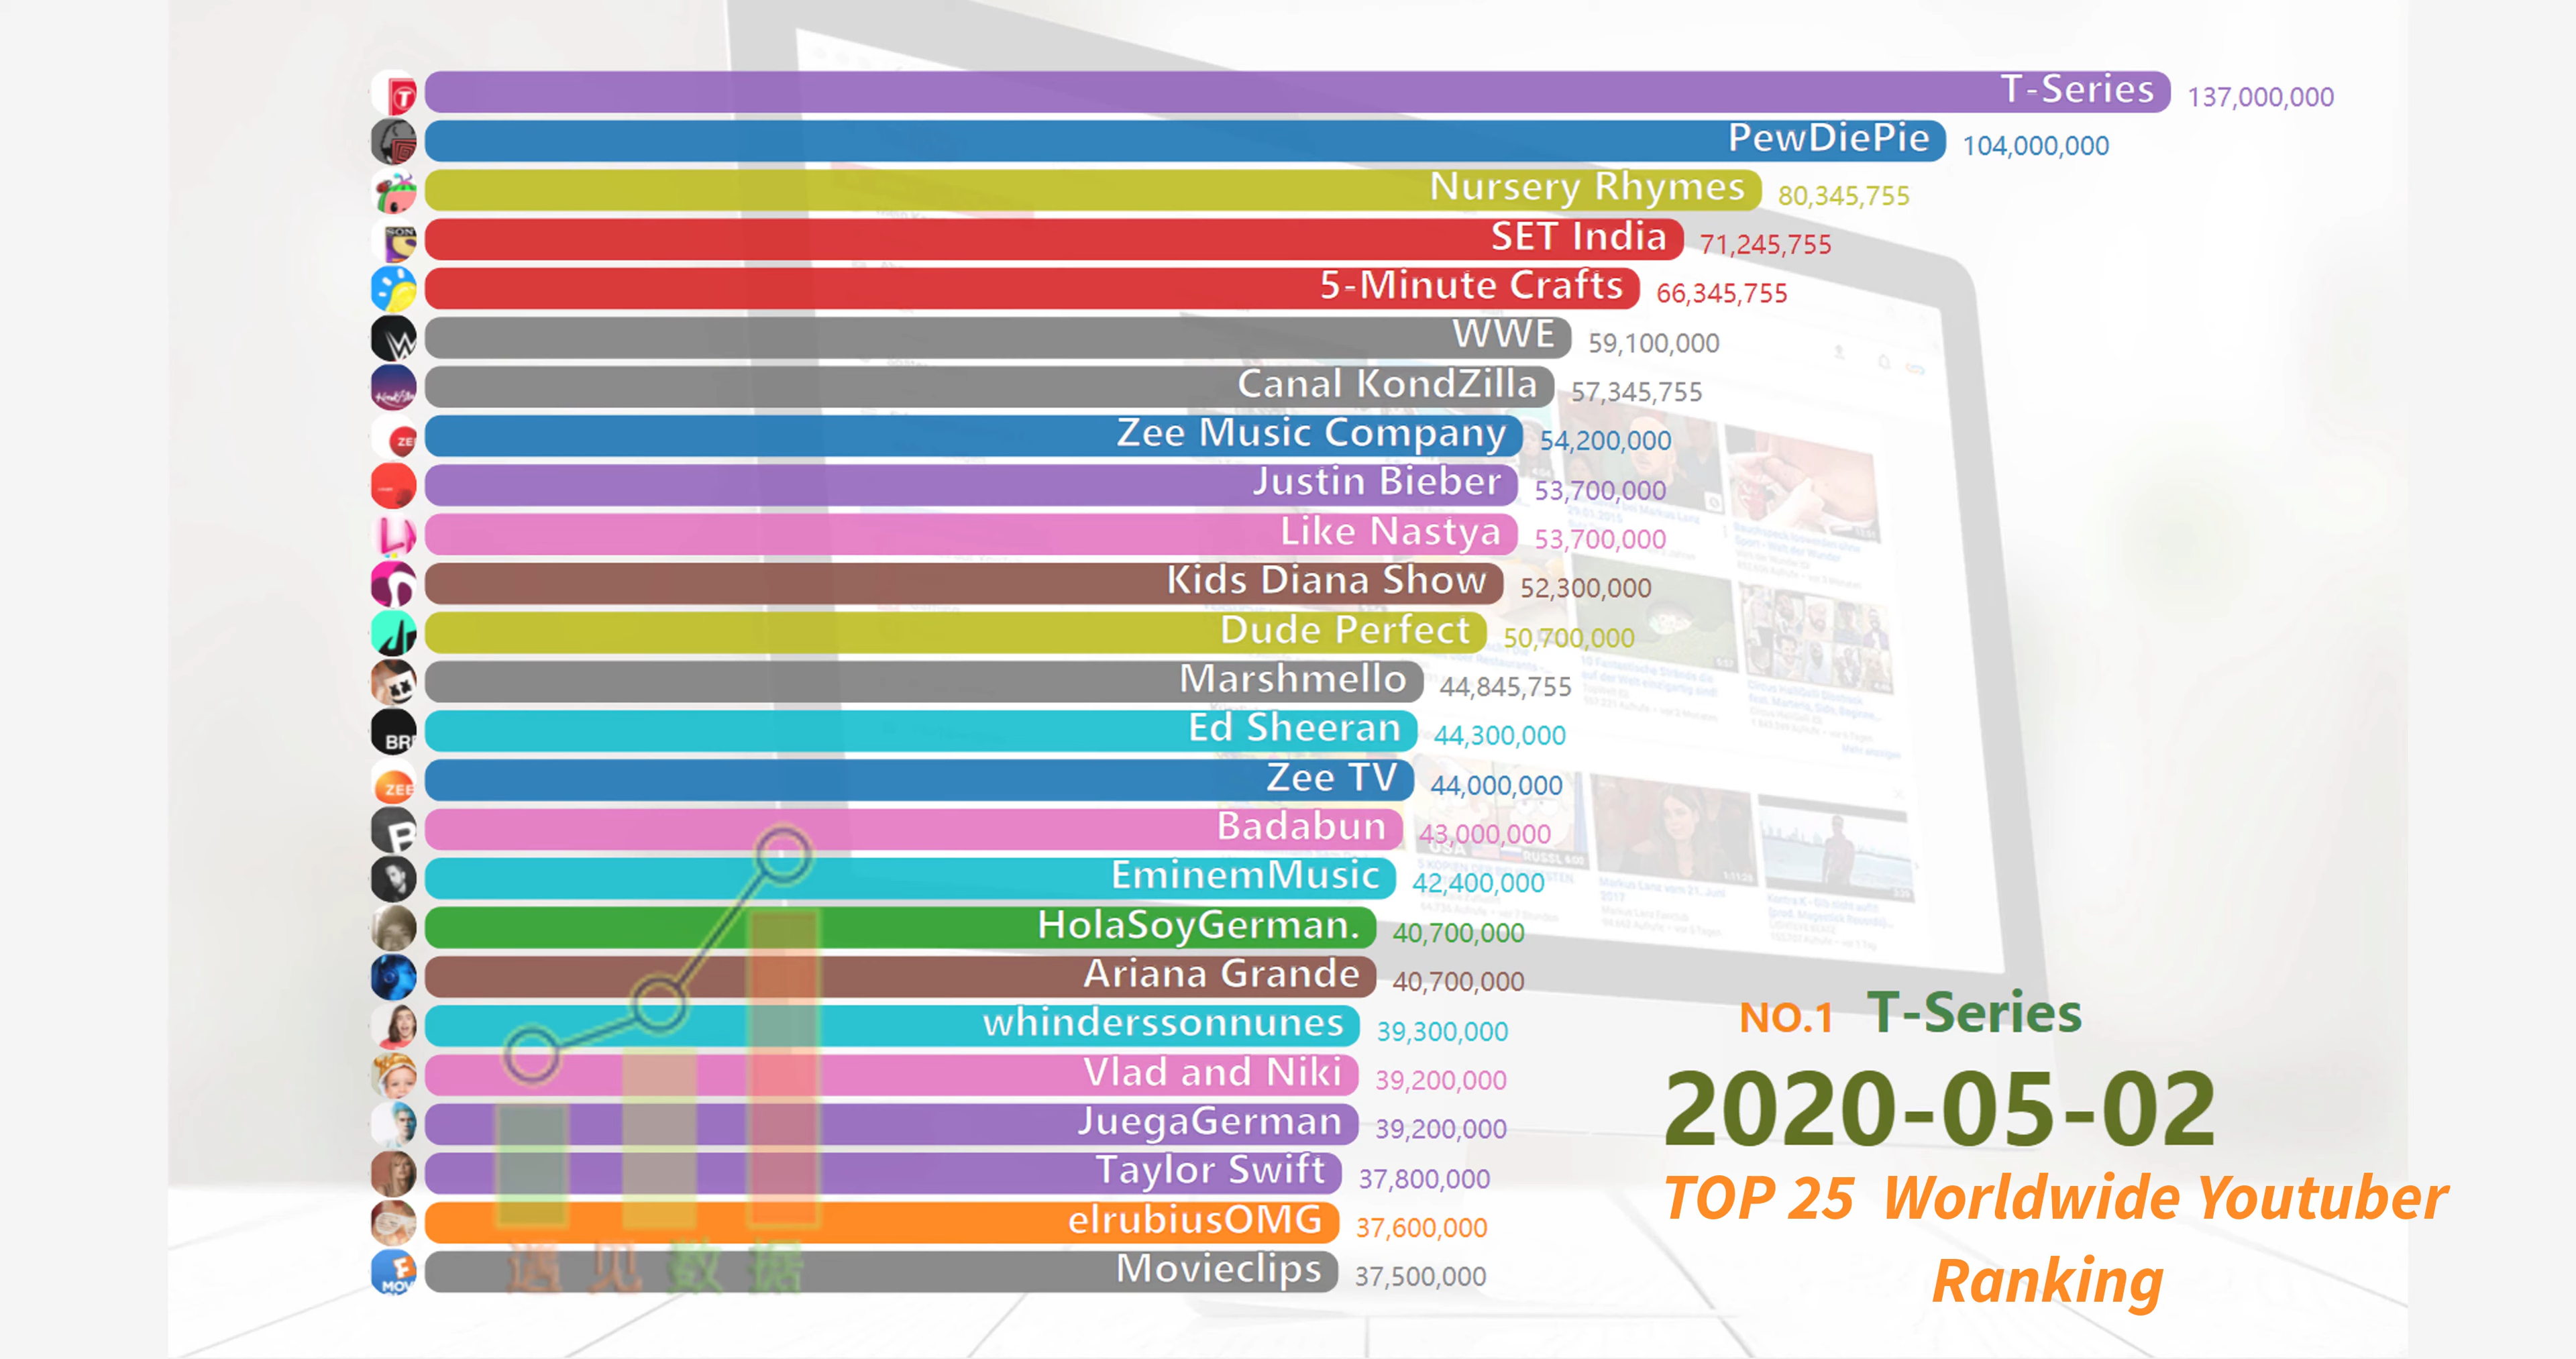 T-Series 137,000,000
PewDiePie 104,000,000
Nursery Rhymes 80,345,755
SET India 71,245,755
5-Minute Crafts 66,345,755
WWE 59,100,000
Canal KondZilla 57,345,755
Zee Music Company 54,200,000
Justin Bieber 53,700,000
Like Nastya 53,700,000
Kids Diana Show 52,300,000
Dude Perfect 50,700,000
Marshmello 44,845,755
Ed Sheeran 44,300,000
Zee TV 44,000,000
Badabun 43,000,000
EminemMusic 42,400,000
HolaSoyGerman. 40,700,000
Ariana Grande 40,700,000
whinderssonnunes 39,300,000
Vlad and Niki 39,200,000
JuegaGerman 39,200,000
Taylor Swift 37,800,000
elrubiusOMG 37,600,000
Movieclips 37,500,000
遇见数据
NO.1 T-Series
2020-05-02
TOP 25 Worldwide Youtuber
Ranking